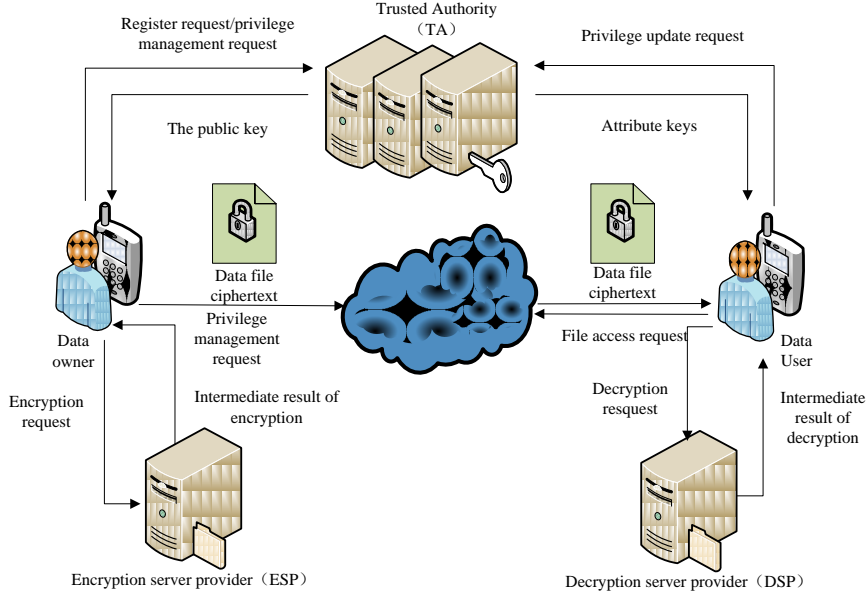 Trusted Authority
（TA）
Register request/privilege
management request
Privilege update request
The public key
Attribute keys
Data file
ciphertext
Data file
ciphertext
Privilege
management
request
File access request
Data
owner
Data
User
Encryption
request
Intermediate result of
encryption
Decryption
resquest
Intermediate
result of
decryption
Encryption server provider（ESP）
Decryption server provider（DSP）